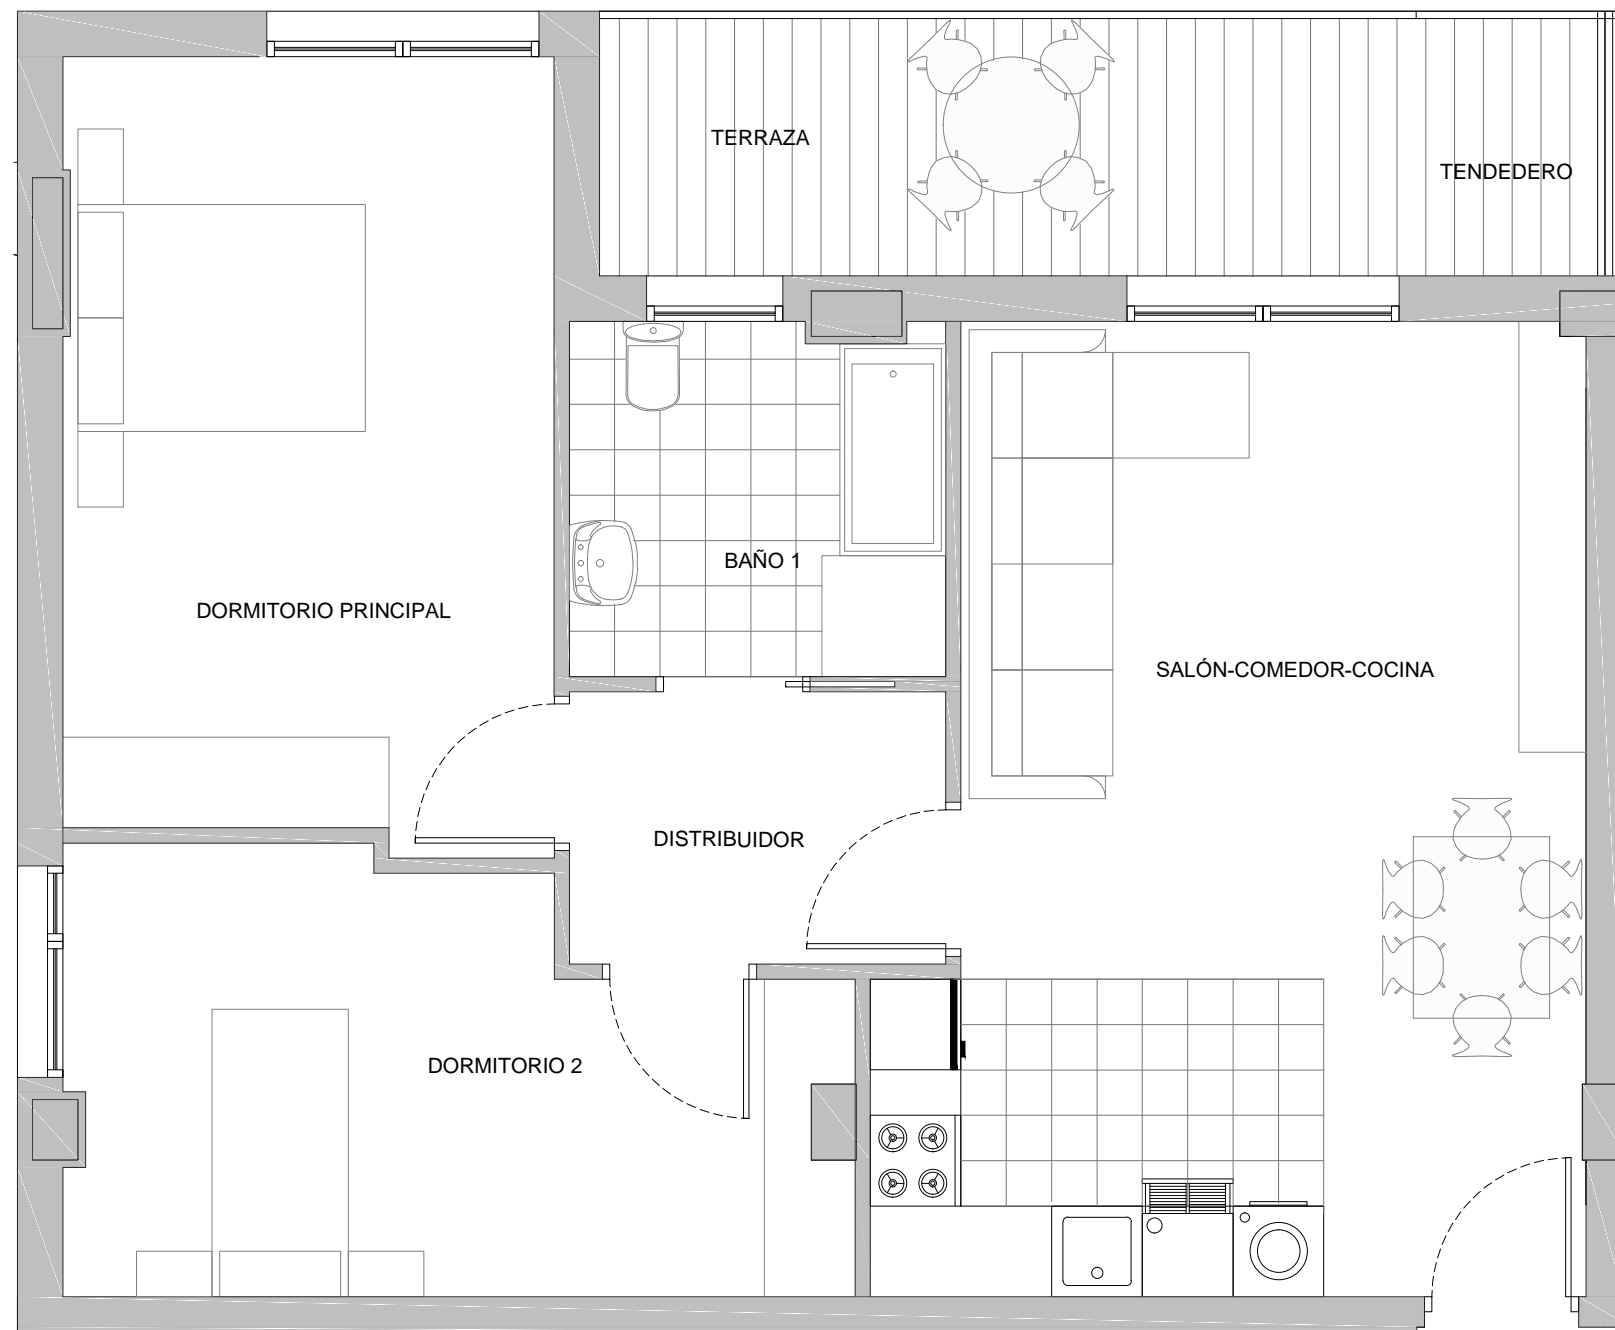 TERRAZA
TENDEDERO
BAÑO 1
DORMITORIO PRINCIPAL
SALÓN-COMEDOR-COCINA
DISTRIBUIDOR
DORMITORIO 2